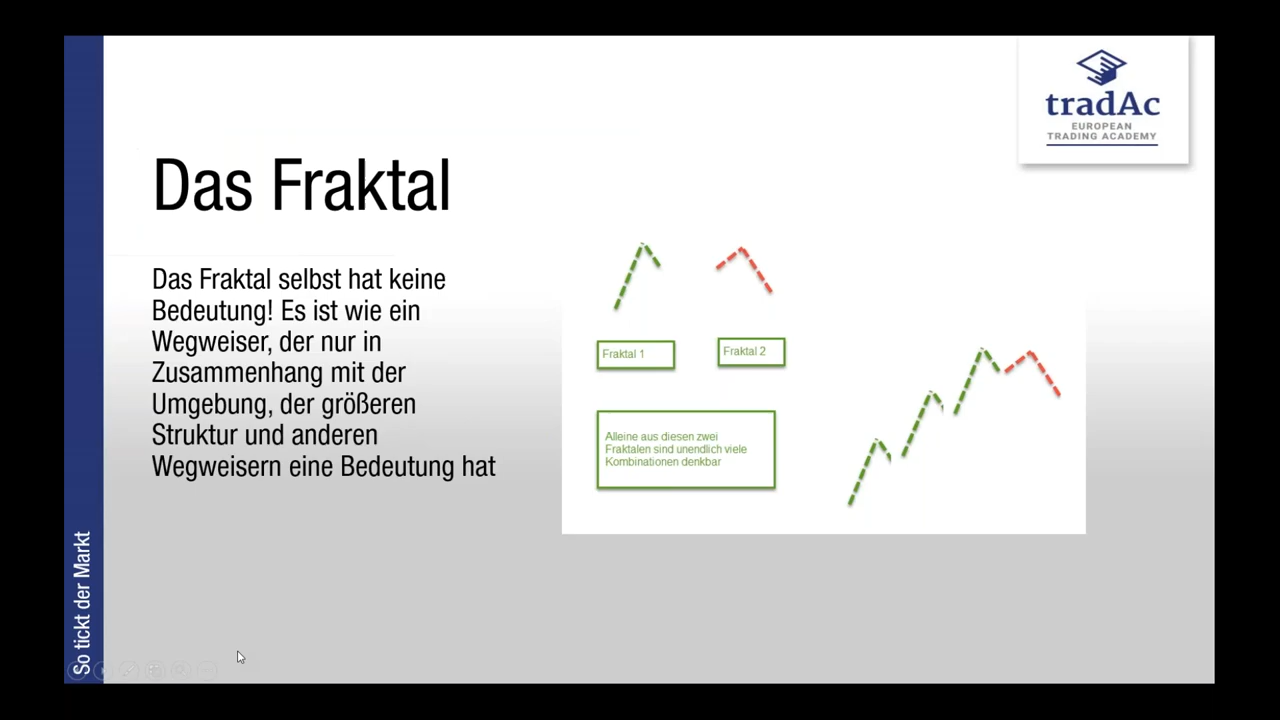 tradAc
EUROPEAN
TRADING ACADEMY
Das Fraktal
Das Fraktal selbst hat keine
Bedeutung! Es ist wie ein
Wegweiser, der nur in
Zusammenhang mit der
Umgebung, der größeren
Struktur und anderen
Wegweisern eine Bedeutung hat
Fraktal 1
Fraktal 2
Alleine aus diesen zwei
Fraktalen sind unendlich viele
Kombinationen denkbar
So tickt der Markt